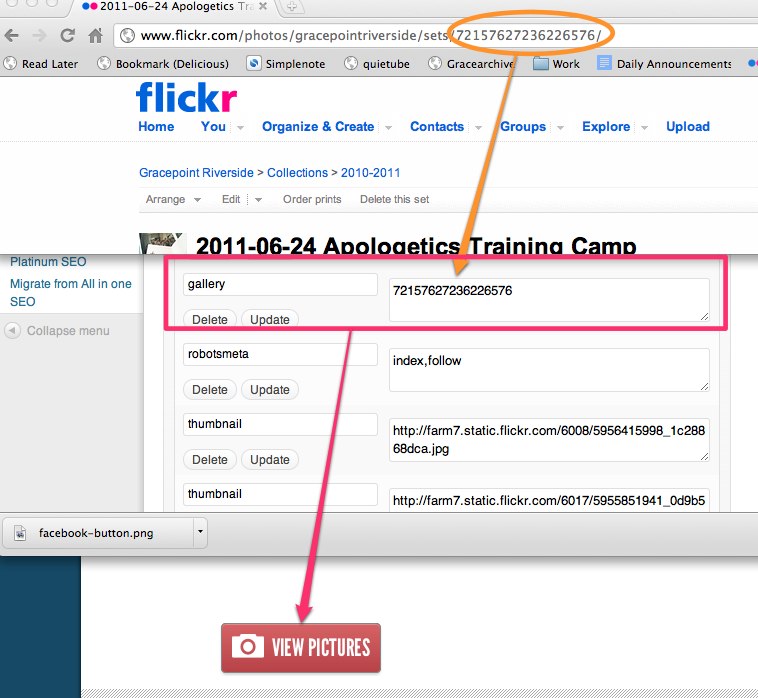 2011-06-24 Apologetics Tra
www.flickr.com/photos/gracepointriverside/sets/72157627236226576/
Read Later Bookmark (Delicious) Simplenote quietube Gracearchive Work Daily Announcements
flickr
Home You Organize & Create Contacts Groups Explore Upload
Gracepoint Riverside > Collections > 2010-2011
Arrange Edit Order prints Delete this set
2011-06-24 Apologetics Training Camp
Platinum SEO
Migrate from All in one
SEO
Collapse menu
gallery
72157627236226576
Delete Update
robotsmeta
index,follow
Delete Update
thumbnail
http://farm7.static.flickr.com/6008/5956415998_1c288
68dca.jpg
Delete Update
thumbnail
http://farm7.static.flickr.com/6017/5955851941_0d9b5
facebook-button.png
VIEW PICTURES